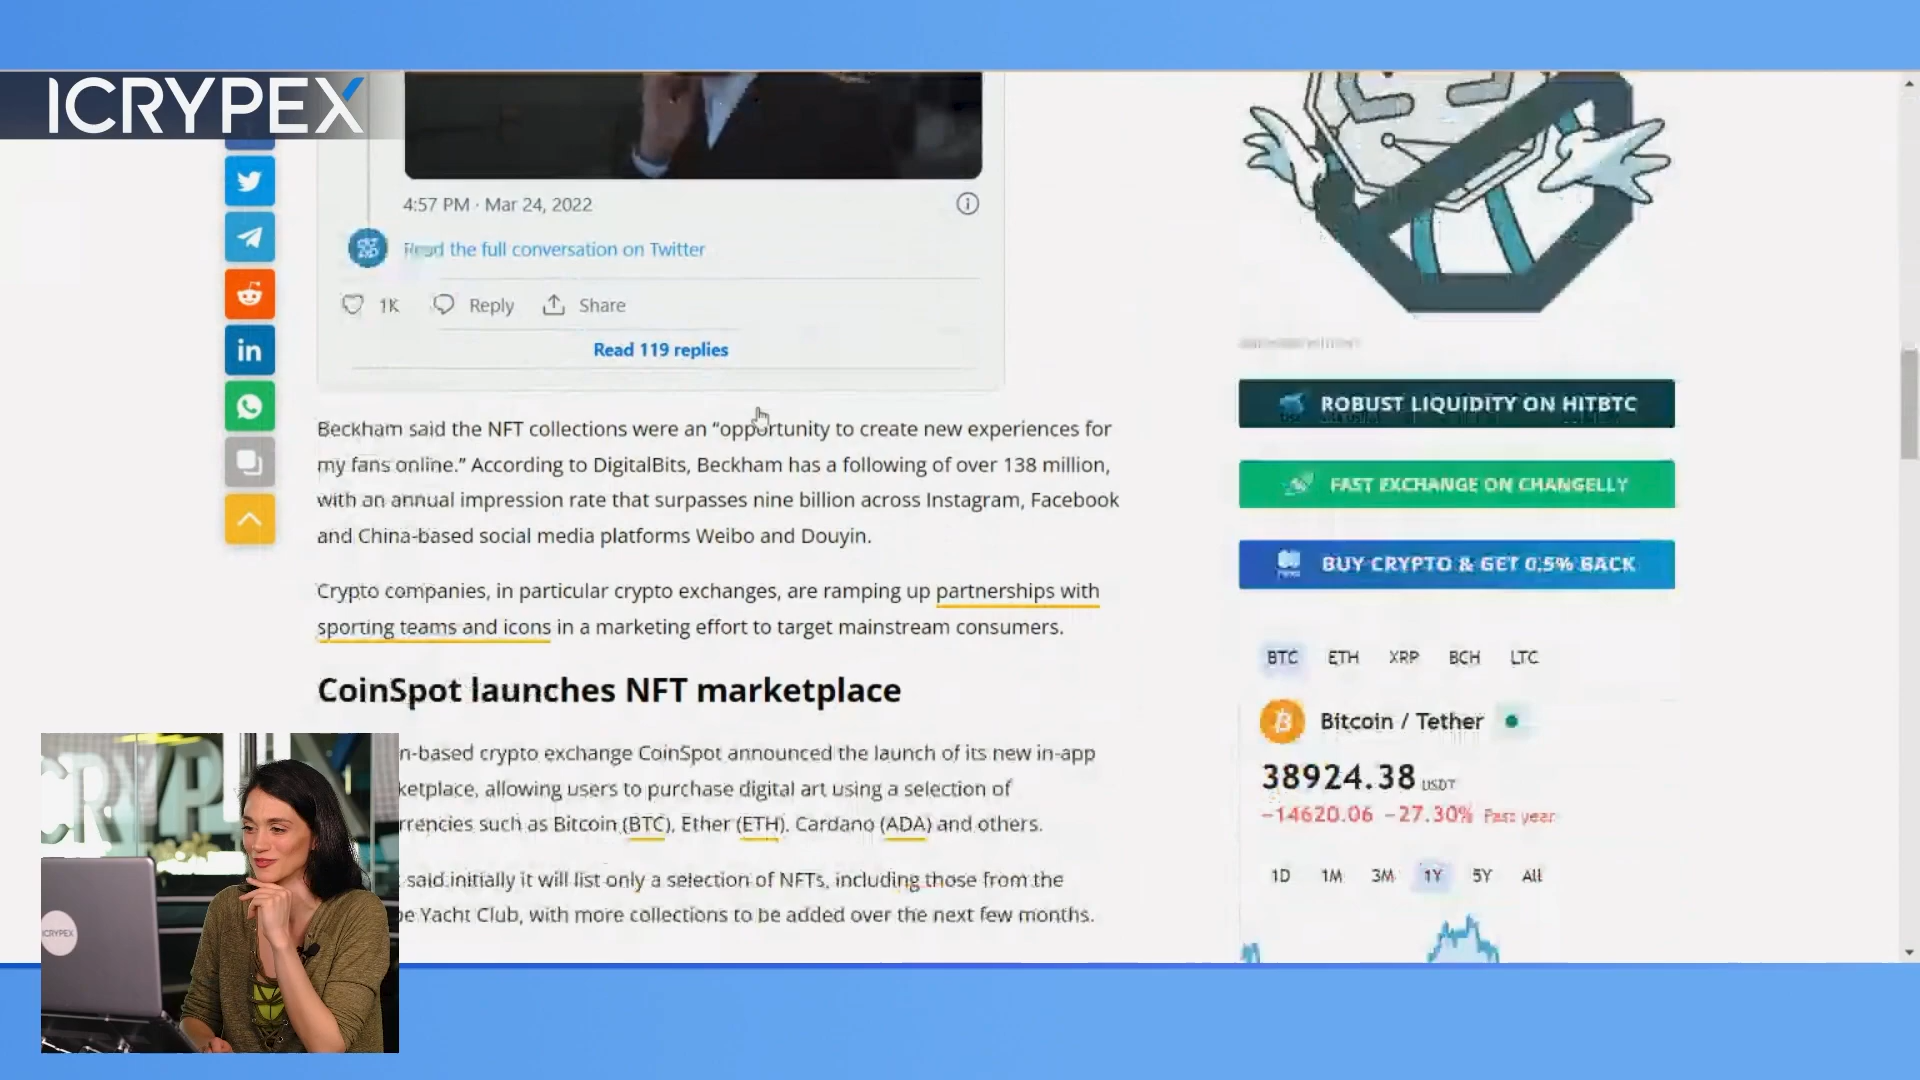 ICRYPEX
4:57 PM · Mar 24, 2022
Read the full conversation on Twitter
1K Reply Share
Read 119 replies
Beckham said the NFT collections were an “opportunity to create new experiences for
my fans online.” According to DigitalBits, Beckham has a following of over 138 million,
with an annual impression rate that surpasses nine billion across Instagram, Facebook
and China-based social media platforms Weibo and Douyin.
Crypto companies, in particular crypto exchanges, are ramping up partnerships with
sporting teams and icons in a marketing effort to target mainstream consumers.
CoinSpot launches NFT marketplace
n-based crypto exchange CoinSpot announced the launch of its new in-app
ketplace, allowing users to purchase digital art using a selection of
rrencies such as Bitcoin (BTC), Ether (ETH). Cardano (ADA) and others.
said initially it will list only a selection of NFTs, including those from the
pe Yacht Club, with more collections to be added over the next few months.
ROBUST LIQUIDITY ON HITBTC
FAST EXCHANGE ON CHANGELLY
BUY CRYPTO & GET 0.5% BACK
BTC ETH XRP BCH LTC
Bitcoin / Tether
38924.38 USDT
−14620.06 −27.30% Past year
1D 1M 3M 1Y 5Y All
in
CRYPEX
ICRYPEX